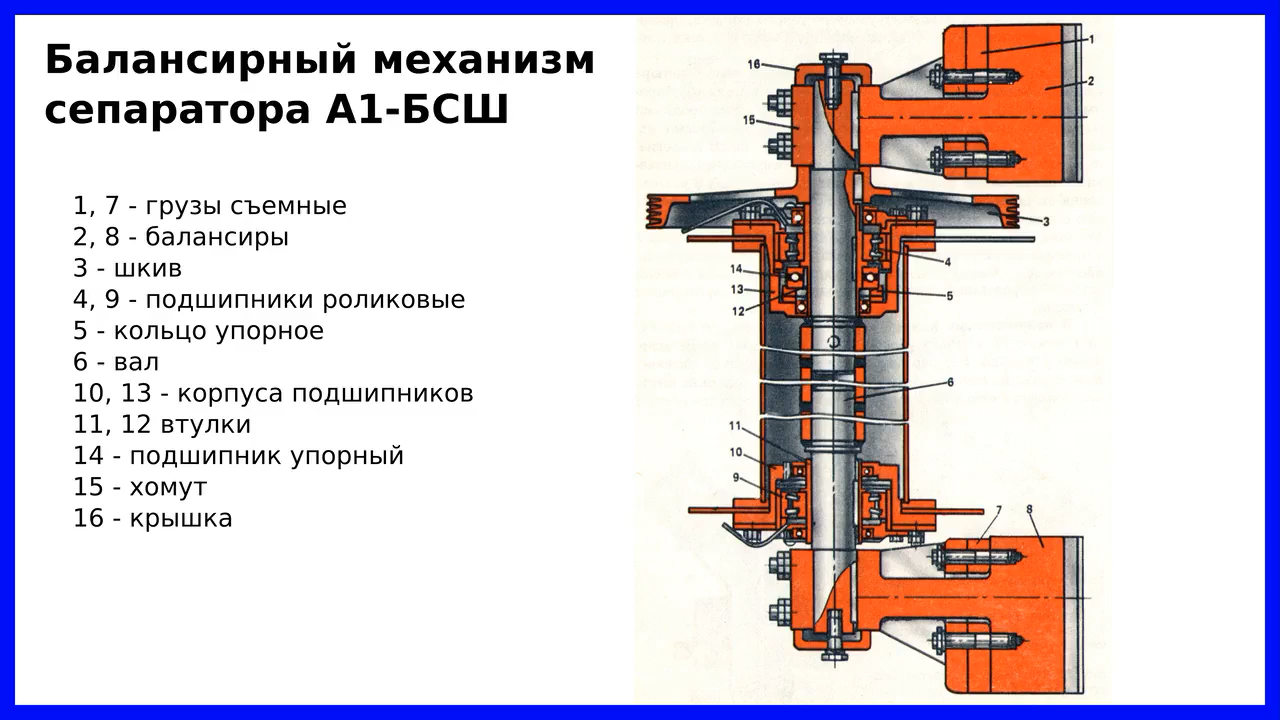 Балансирный механизм
сепаратора А1-БСШ
1, 7 - грузы съемные
2, 8 - балансиры
3 - шкив
4, 9 - подшипники роликовые
5 - кольцо упорное
6 - вал
10, 13 - корпуса подшипников
11, 12 втулки
14 - подшипник упорный
15 - хомут
16 - крышка
1
16
2
15
3
4
14
13
5
12
6
11
10
9
7
8